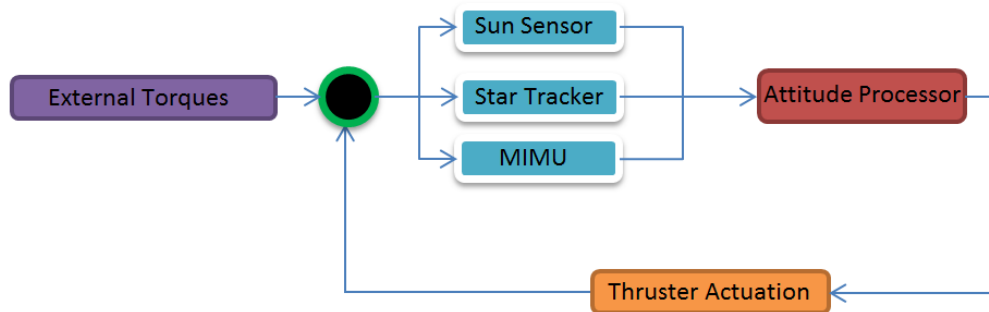 Sun Sensor
External Torques
Star Tracker
Attitude Processor
MIMU
Thruster Actuation